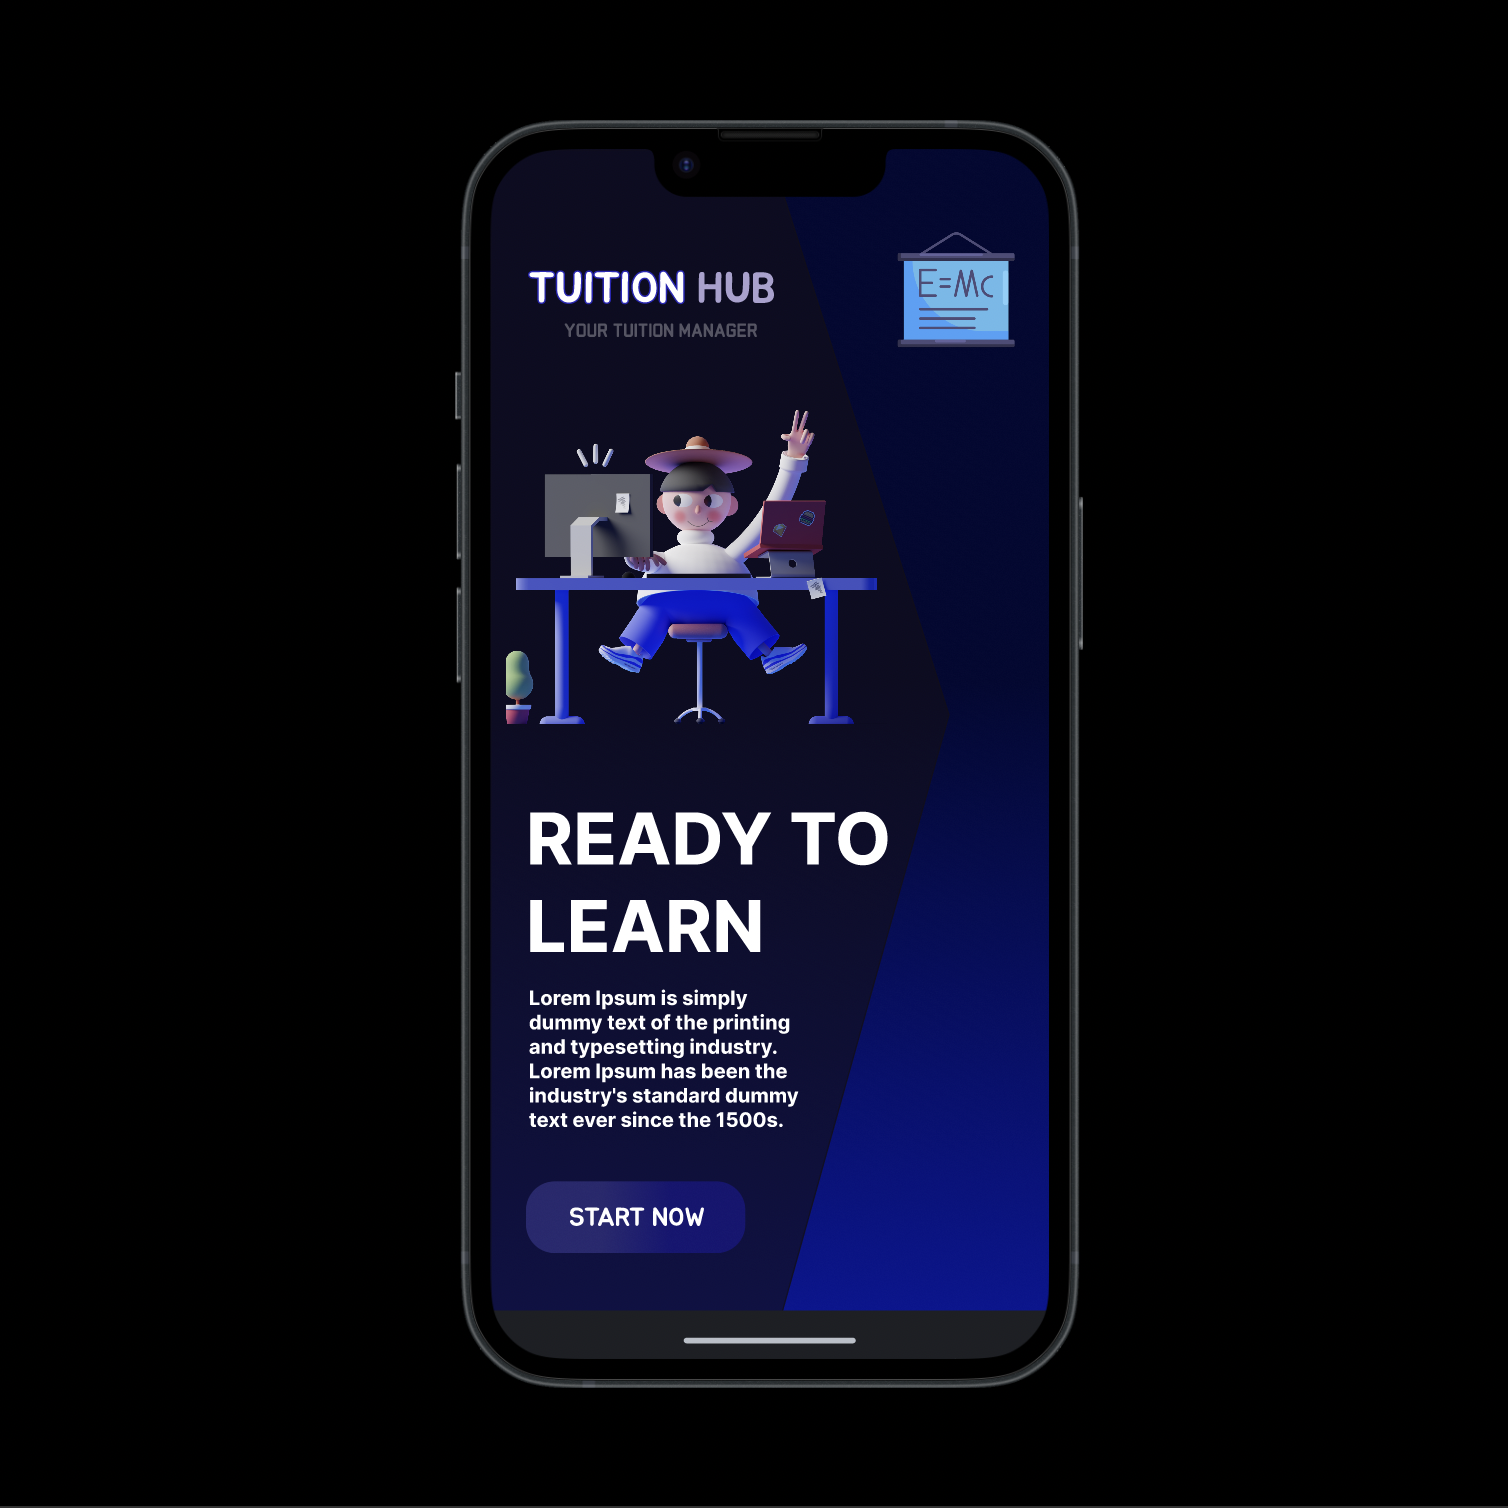 TUITION HUB
YOUR TUITION MANAGER
E=Mc
READY TO
LEARN
Lorem Ipsum is simply
dummy text of the printing
and typesetting industry.
Lorem Ipsum has been the
industry's standard dummy
text ever since the 1500s.
START NOW